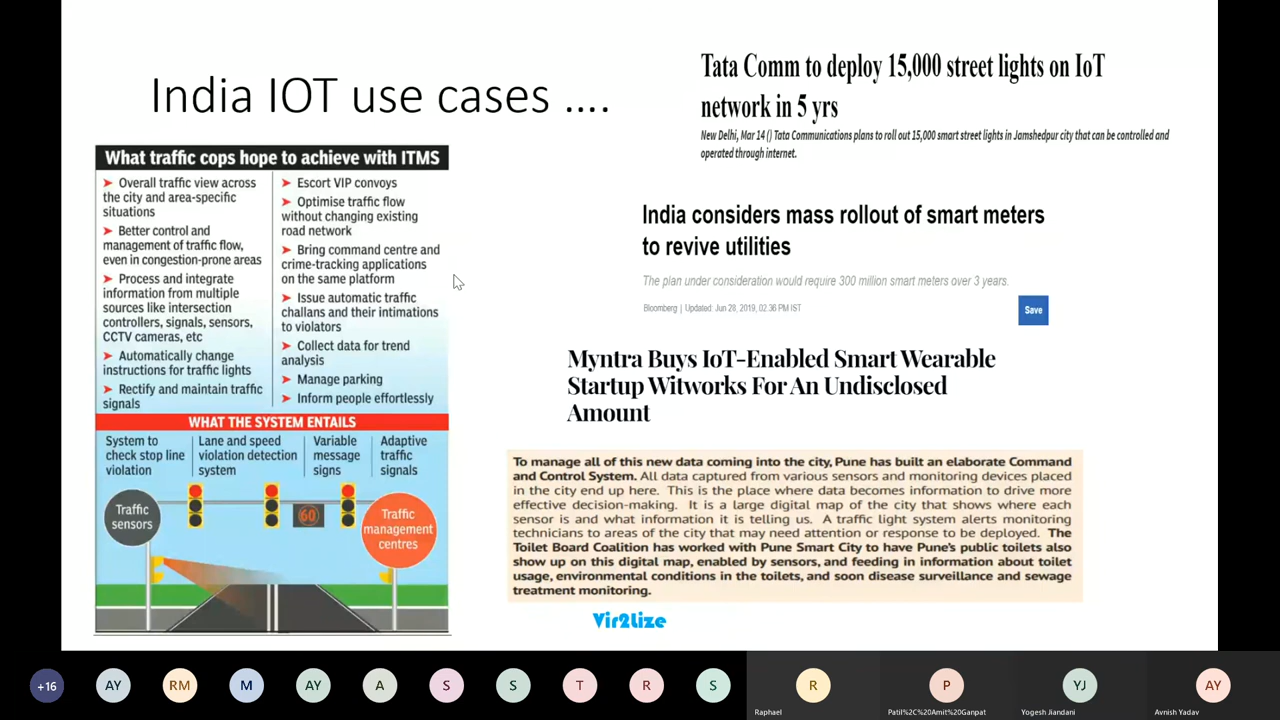 India IOT use cases ....
Tata Comm to deploy 15,000 street lights on IoT
network in 5 yrs
New Delhi, Mar 14 () Tata Communications plans to roll out 15,000 smart street lights in Jamshedpur city that can be controlled and
operated through internet.
What traffic cops hope to achieve with ITMS
➤ Overall traffic view across
the city and area-specific
situations
➤ Better control and
management of traffic flow,
even in congestion-prone areas
➤ Process and integrate
information from multiple
sources like intersection
controllers, signals, sensors,
CCTV cameras, etc
➤ Automatically change
instructions for traffic lights
➤ Rectify and maintain traffic
signals
➤ Escort VIP convoys
➤ Optimise traffic flow
without changing existing
road network
➤ Bring command centre and
crime-tracking applications
on the same platform
➤ Issue automatic traffic
challans and their intimations
to violators
➤ Collect data for trend
analysis
➤ Manage parking
➤ Inform people effortlessly
WHAT THE SYSTEM ENTAILS
System to
check stop line
violation
Lane and speed
violation detection
system
Variable
message
signs
Adaptive
traffic
signals
Traffic
sensors
60
Traffic
management
centres
India considers mass rollout of smart meters
to revive utilities
The plan under consideration would require 300 million smart meters over 3 years.
Bloomberg | Updated: Jun 28, 2019, 02.36 PM IST
Save
Myntra Buys IoT-Enabled Smart Wearable
Startup Witworks For An Undisclosed
Amount
To manage all of this new data coming into the city, Pune has built an elaborate Command
and Control System. All data captured from various sensors and monitoring devices placed
in the city end up here. This is the place where data becomes information to drive more
effective decision-making. It is a large digital map of the city that shows where each
sensor is and what information it is telling us. A traffic light system alerts monitoring
technicians to areas of the city that may need attention or response to be deployed. The
Toilet Board Coalition has worked with Pune Smart City to have Pune's public toilets also
show up on this digital map, enabled by sensors, and feeding in information about toilet
usage, environmental conditions in the toilets, and soon disease surveillance and sewage
treatment monitoring.
Vir2Lize
+16
AY
RM
M
AY
A
S
S
T
R
S
R
P
YJ
AY
Raphael
Patil%2C%20Amit%20Ganpat
Yogesh Jiandani
Avnish Yadav